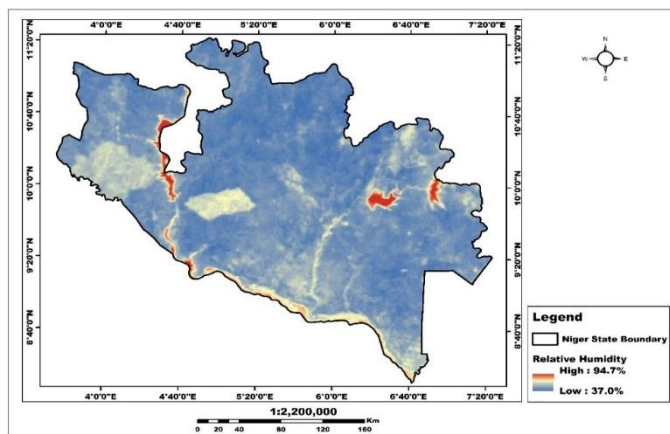 4°0'0"E 4°40'0"E 5°20'0"E 6°0'0"E 6°40'0"E 7°20'0"E
11°20'0"N
10°40'0"N
10°0'0"N
9°20'0"N
8°40'0"N
11°20'0"N
10°40'0"N
10°0'0"N
9°20'0"N
8°40'0"N
4°0'0"E 4°40'0"E 5°20'0"E 6°0'0"E 6°40'0"E 7°20'0"E
1:2,200,000
Km
0 20 40 80 120 160
N
W E
S
Legend
Niger State Boundary
Relative Humidity
High : 94.7%
Low : 37.0%